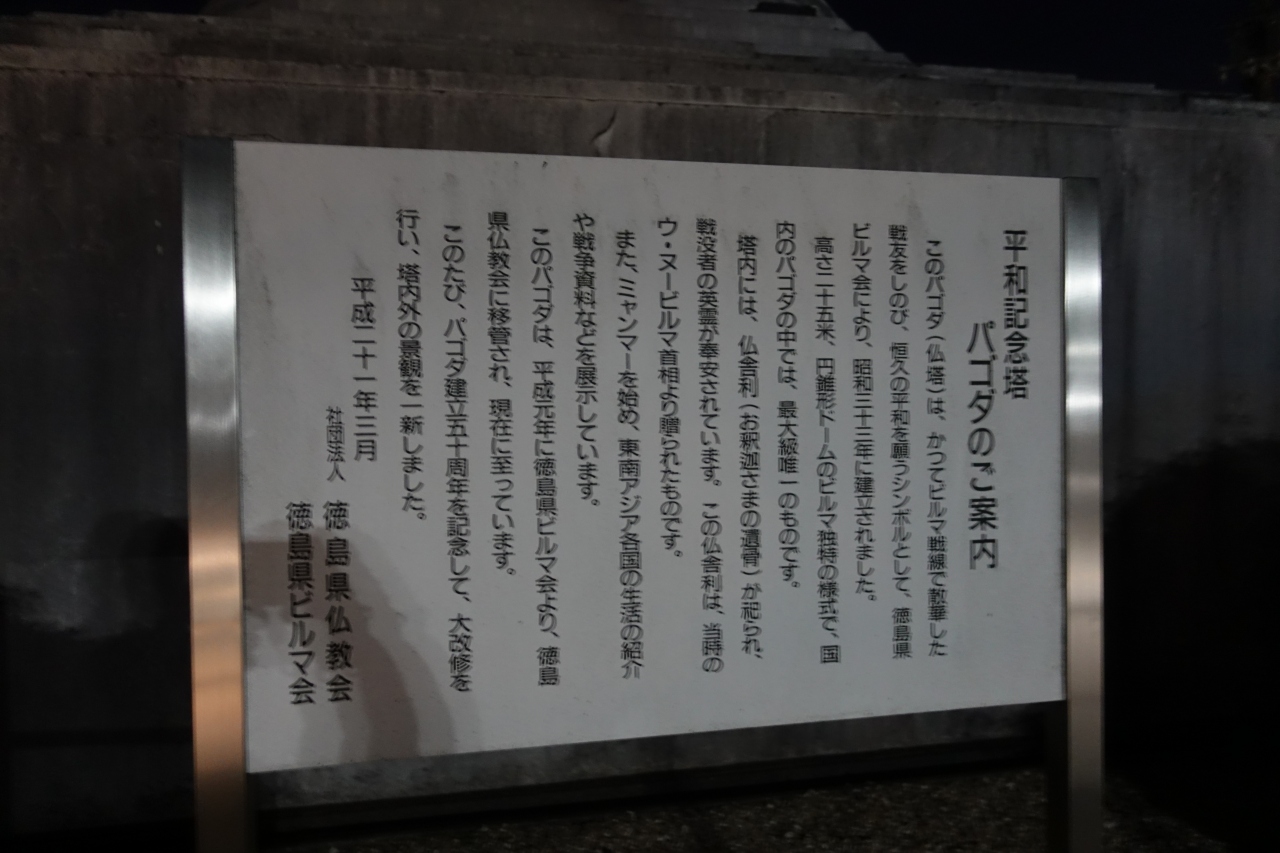 平和記念塔
パゴダのご案内
このパゴダ（仏塔）は、かつてビルマ戦線で散華した
戦友をしのび、恒久の平和を願うシンボルとして、徳島県
ビルマ会により、昭和三十三年に建立されました。
高さ二十五米、円錐形ドームのビルマ独特の様式で、国
内のパゴダの中では、最大級唯一のものです。
塔内には、仏舎利（お釈迦さまの遺骨）が祀られ、
戦没者の英霊が奉安されています。この仏舎利は、当時の
ウ・ヌービルマ首相より贈られたものです。
また、ミャンマーを始め、東南アジア各国の生活の紹介
や戦争資料などを展示しています。
このパゴダは、平成元年に徳島県ビルマ会より、徳島
県仏教会に移管され、現在に至っています。
このたび、パゴダ建立五十周年を記念して、大改修を
行い、塔内外の景観を一新しました。
平成二十一年三月
社団法人 徳島県仏教会
徳島県ビルマ会